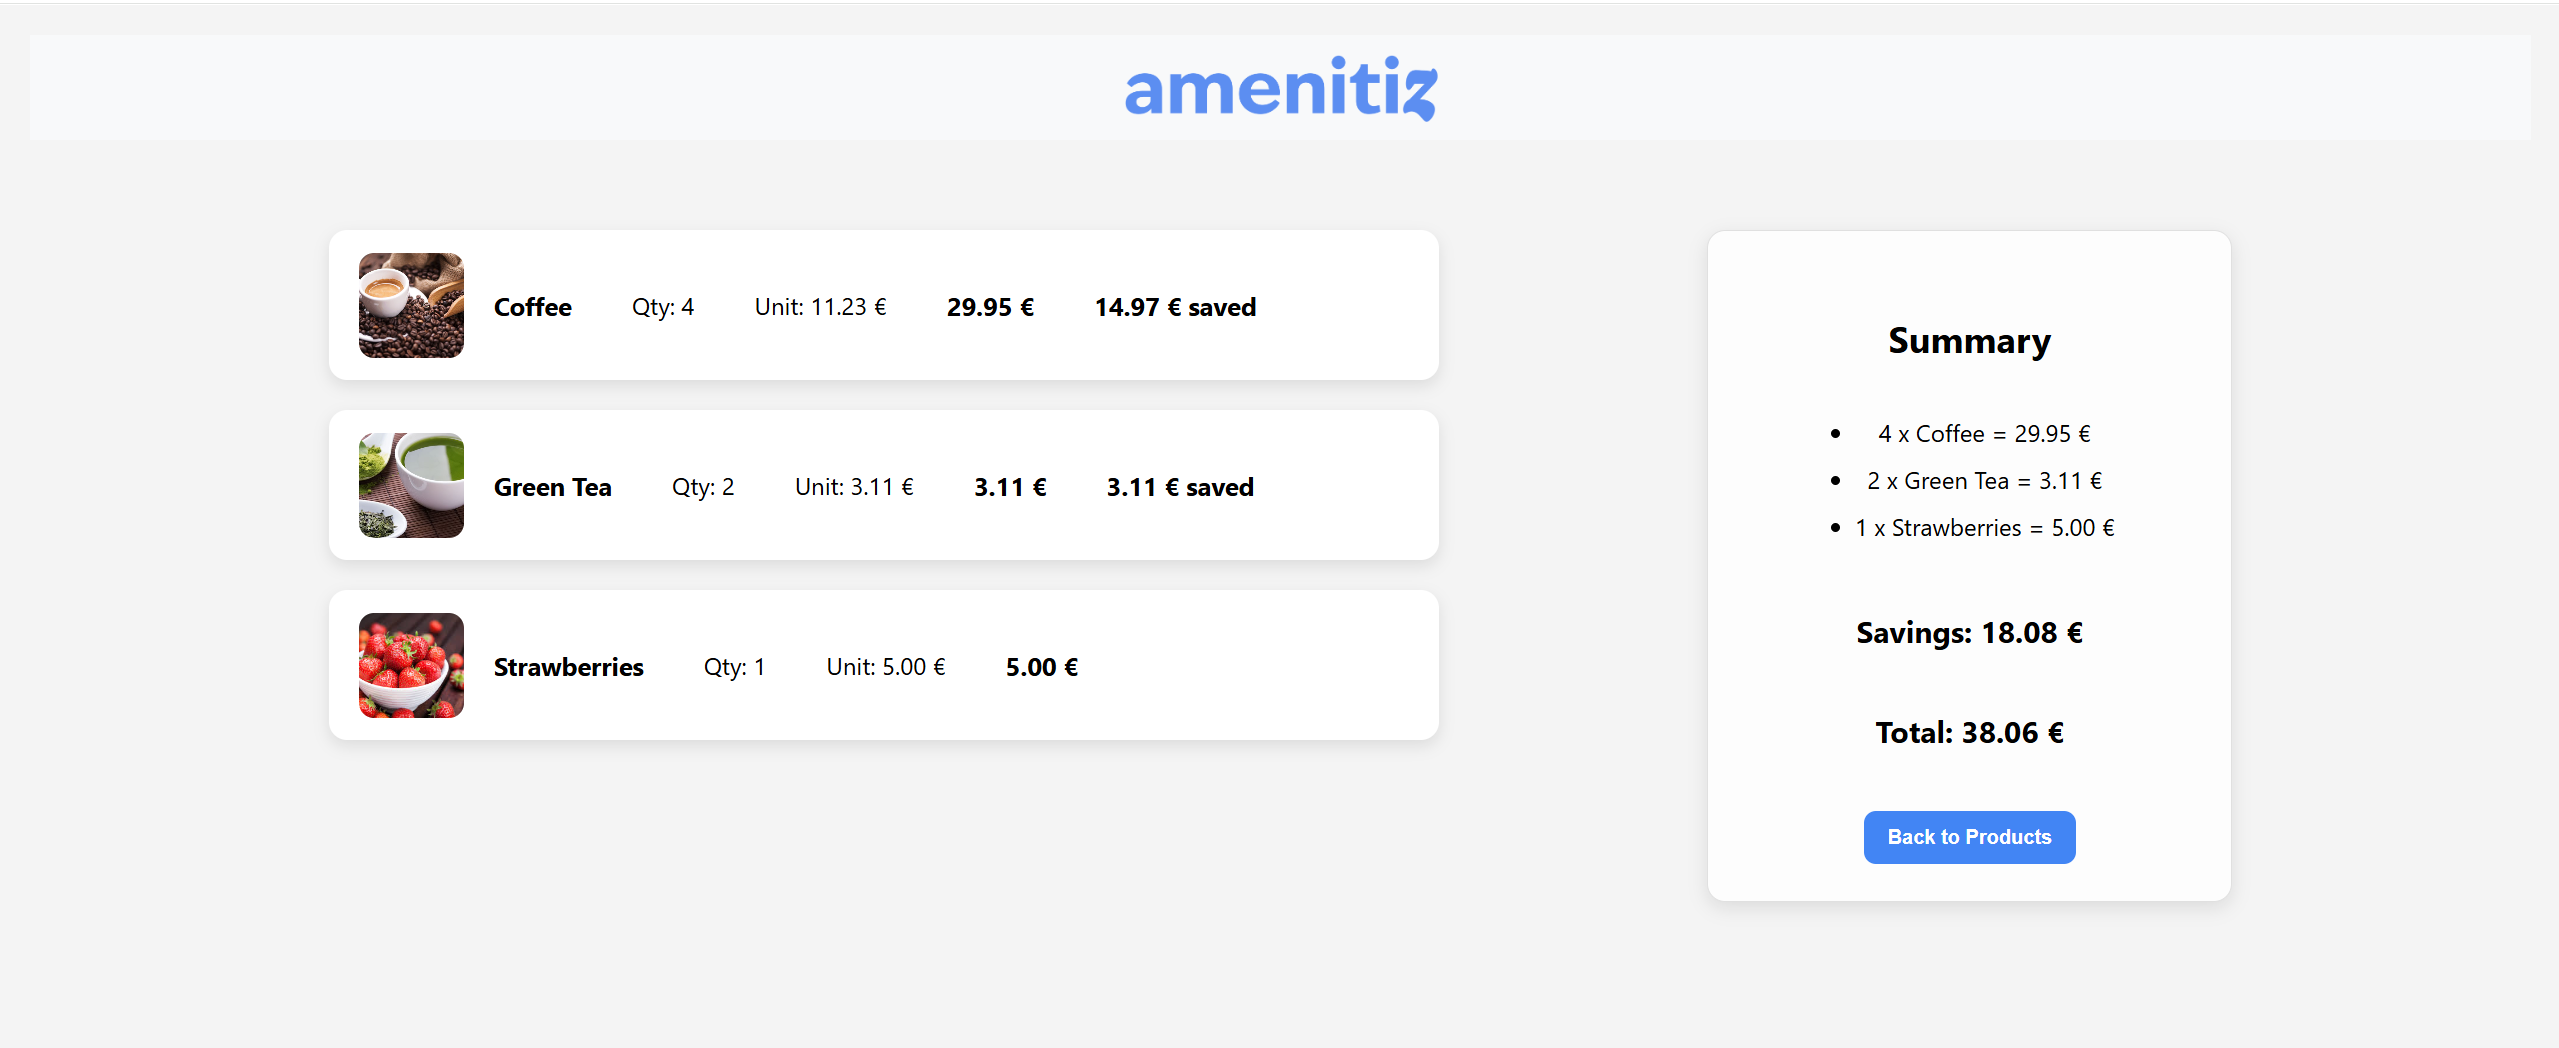 amenitiz
Coffee Qty: 4 Unit: 11.23 € 29.95 € 14.97 € saved
Green Tea Qty: 2 Unit: 3.11 € 3.11 € 3.11 € saved
Strawberries Qty: 1 Unit: 5.00 € 5.00 €
Summary
• 4 x Coffee = 29.95 €
• 2 x Green Tea = 3.11 €
• 1 x Strawberries = 5.00 €
Savings: 18.08 €
Total: 38.06 €
Back to Products